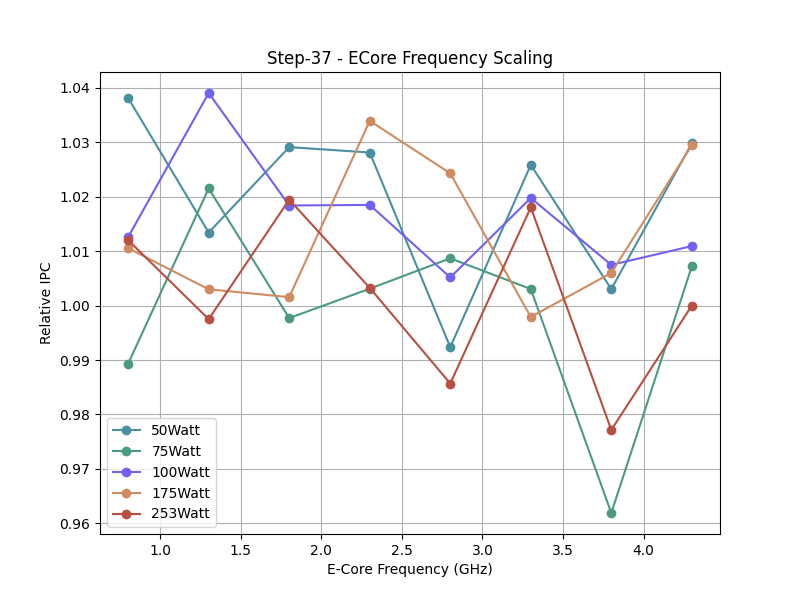 Step-37 - ECore Frequency Scaling
1.04
1.03
1.02
1.01
1.00
0.99
0.98
0.97
0.96
Relative IPC
50Watt
75Watt
100Watt
175Watt
253Watt
1.0 1.5 2.0 2.5 3.0 3.5 4.0
E-Core Frequency (GHz)